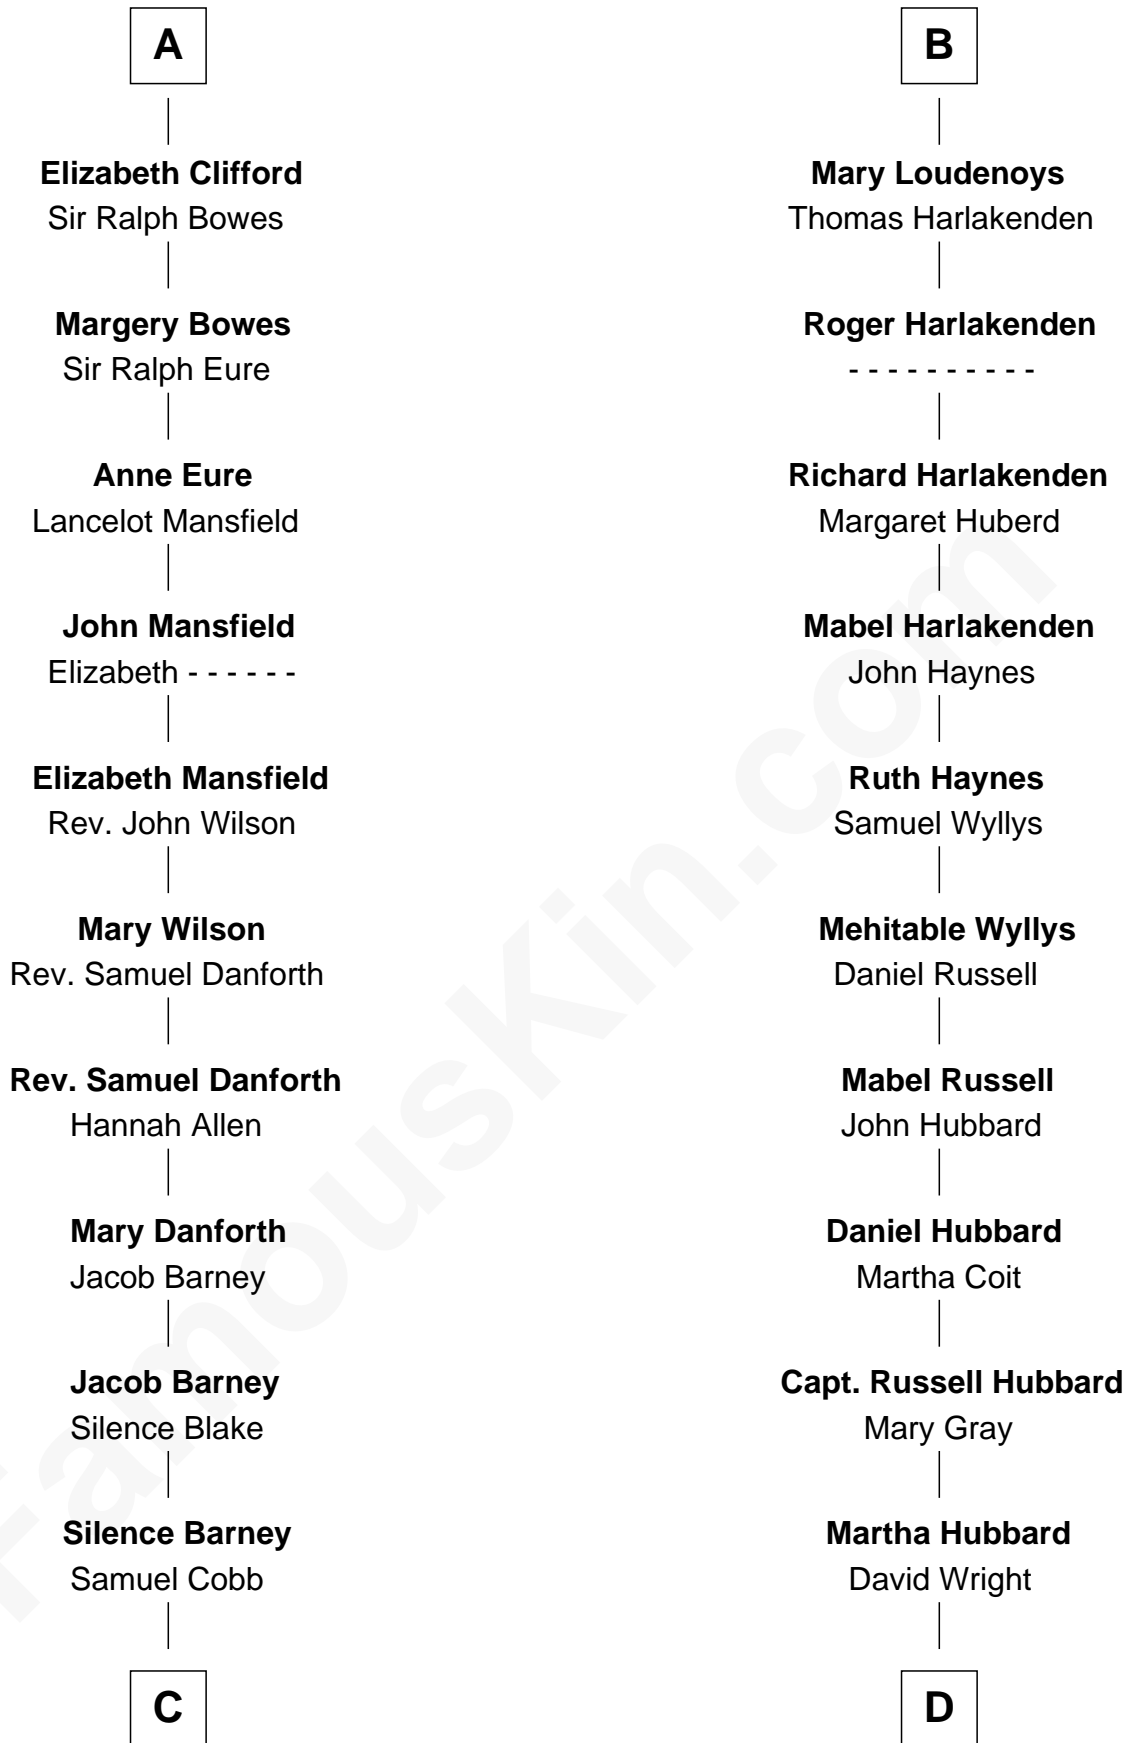 A
Elizabeth Clifford
Sir Ralph Bowes
Margery Bowes
Sir Ralph Eure
Anne Eure
Lancelot Mansfield
John Mansfield
Elizabeth - - - - - -
Elizabeth Mansfield
Rev. John Wilson
Mary Wilson
Rev. Samuel Danforth
Rev. Samuel Danforth
Hannah Allen
Mary Danforth
Jacob Barney
Jacob Barney
Silence Blake
Silence Barney
Samuel Cobb
C
B
Mary Loudenoys
Thomas Harlakenden
Roger Harlakenden
- - - - - - - - - -
Richard Harlakenden
Margaret Huberd
Mabel Harlakenden
John Haynes
Ruth Haynes
Samuel Wyllys
Mehitable Wyllys
Daniel Russell
Mabel Russell
John Hubbard
Daniel Hubbard
Martha Coit
Capt. Russell Hubbard
Mary Gray
Martha Hubbard
David Wright
D
FamousKin.com